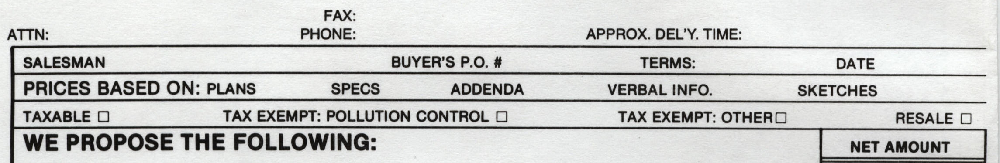 FAX:
ATTN: PHONE: APPROX. DEL'Y. TIME:
SALESMAN BUYER'S P.O. # TERMS: DATE
PRICES BASED ON: PLANS SPECS ADDENDA VERBAL INFO. SKETCHES
TAXABLE □ TAX EXEMPT: POLLUTION CONTROL □ TAX EXEMPT: OTHER □ RESALE □
WE PROPOSE THE FOLLOWING: NET AMOUNT